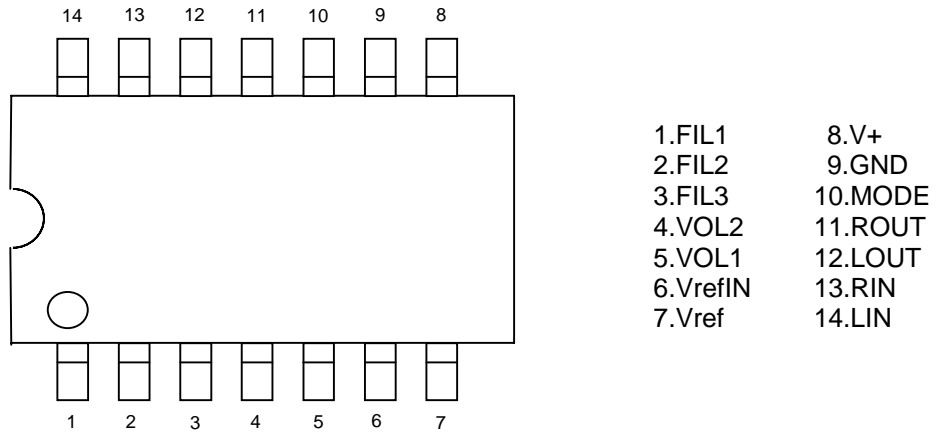 14 13 12 11 10 9 8
1.FIL1 8.V+
2.FIL2 9.GND
3.FIL3 10.MODE
4.VOL2 11.ROUT
5.VOL1 12.LOUT
6.VrefIN 13.RIN
7.Vref 14.LIN
1 2 3 4 5 6 7